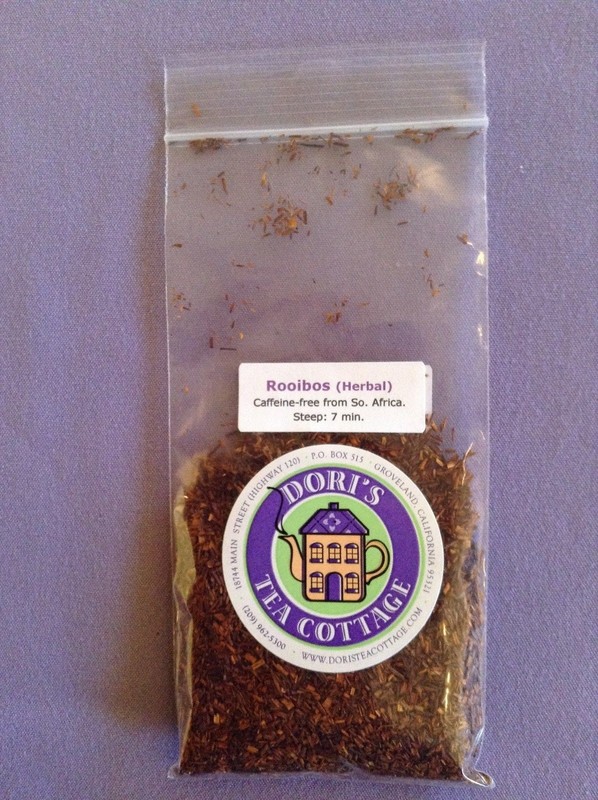 Rooibos (Herbal)
Caffeine-free from So. Africa.
Steep: 7 min.
18744 MAIN STREET (HIGHWAY 120) · P.O. BOX 515 · GROVELAND, CALIFORNIA 95321 ·
DORI'S
TEA COTTAGE
(209) 962-5300 · WWW.DORISTEACOTTAGE.COM